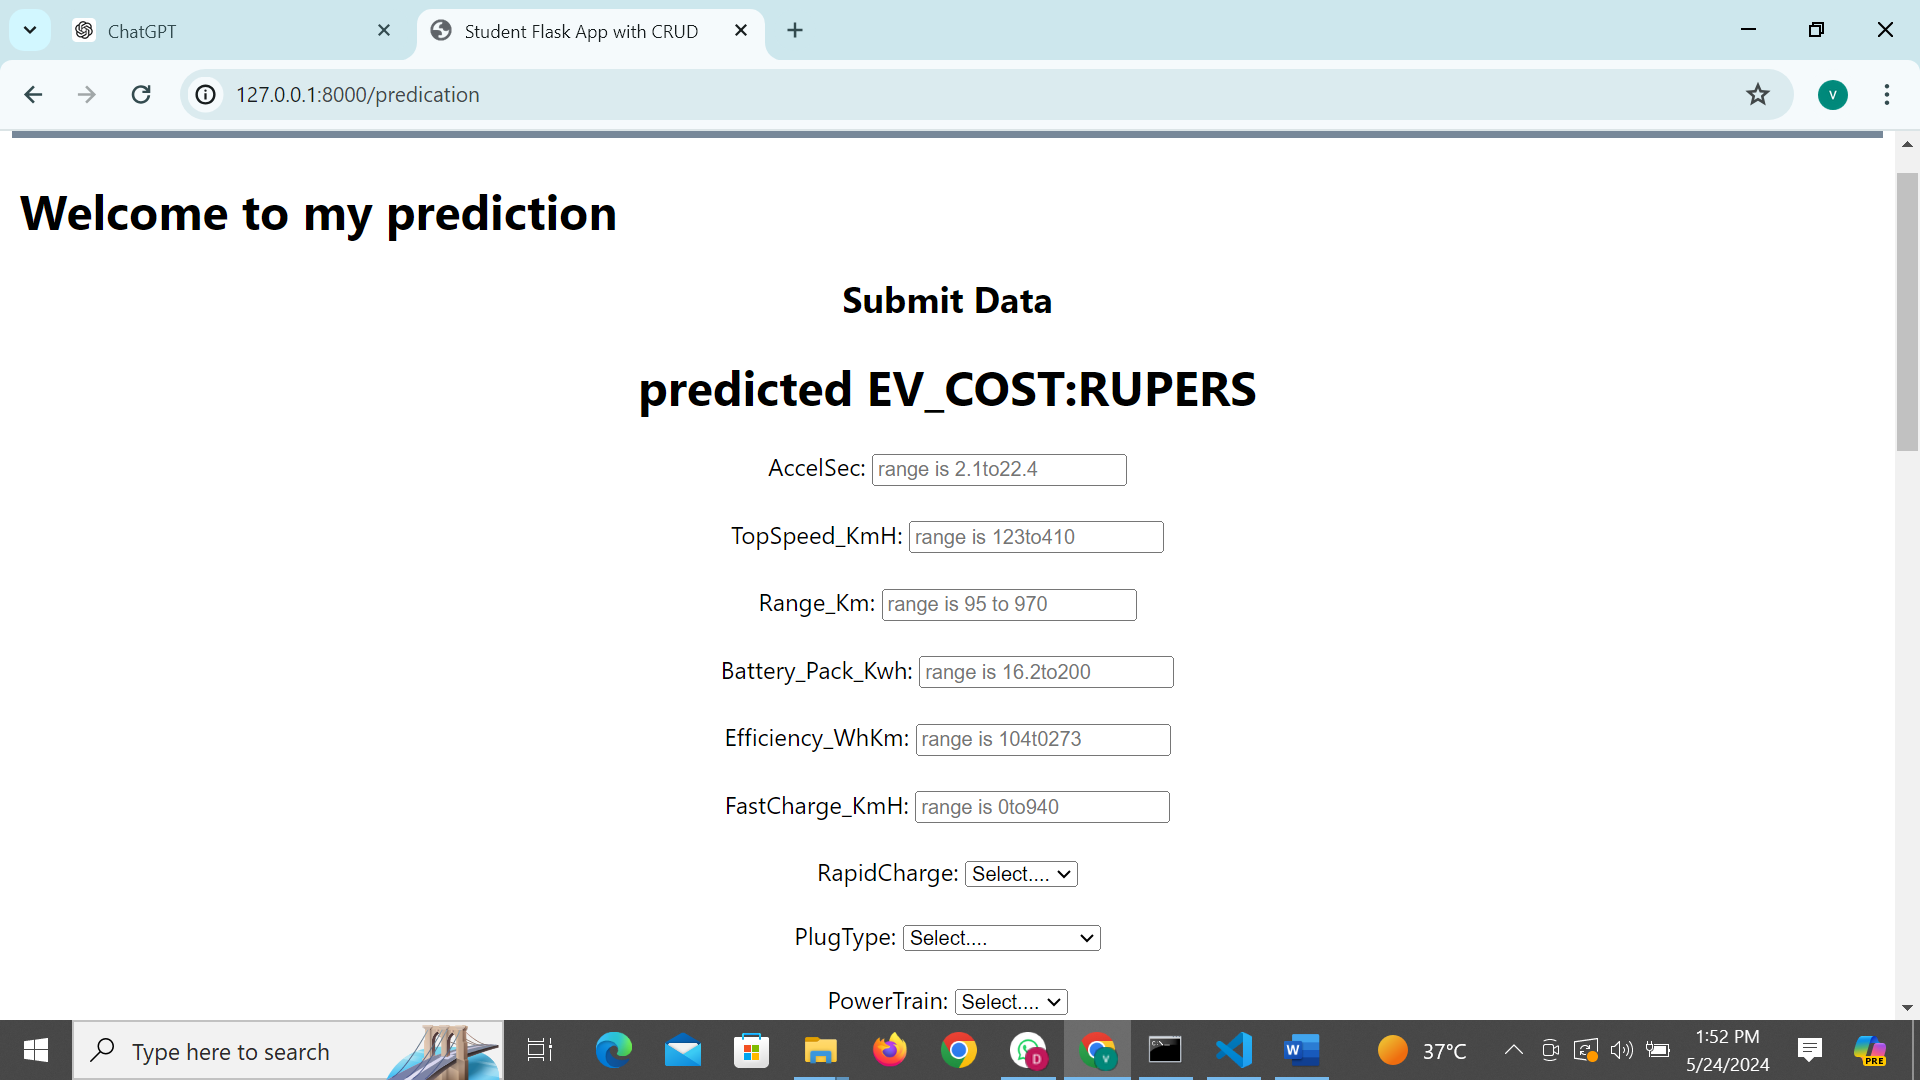 ChatGPT
Student Flask App with CRUD
127.0.0.1:8000/predication
V
Welcome to my prediction
Submit Data
predicted EV_COST:RUPERS
AccelSec: range is 2.1to22.4
TopSpeed_KmH: range is 123to410
Range_Km: range is 95 to 970
Battery_Pack_Kwh: range is 16.2to200
Efficiency_WhKm: range is 104t0273
FastCharge_KmH: range is 0to940
RapidCharge: Select....
PlugType: Select....
PowerTrain: Select....
Type here to search
D
V
C:\
W
37°C
1:52 PM
5/24/2024
PRE